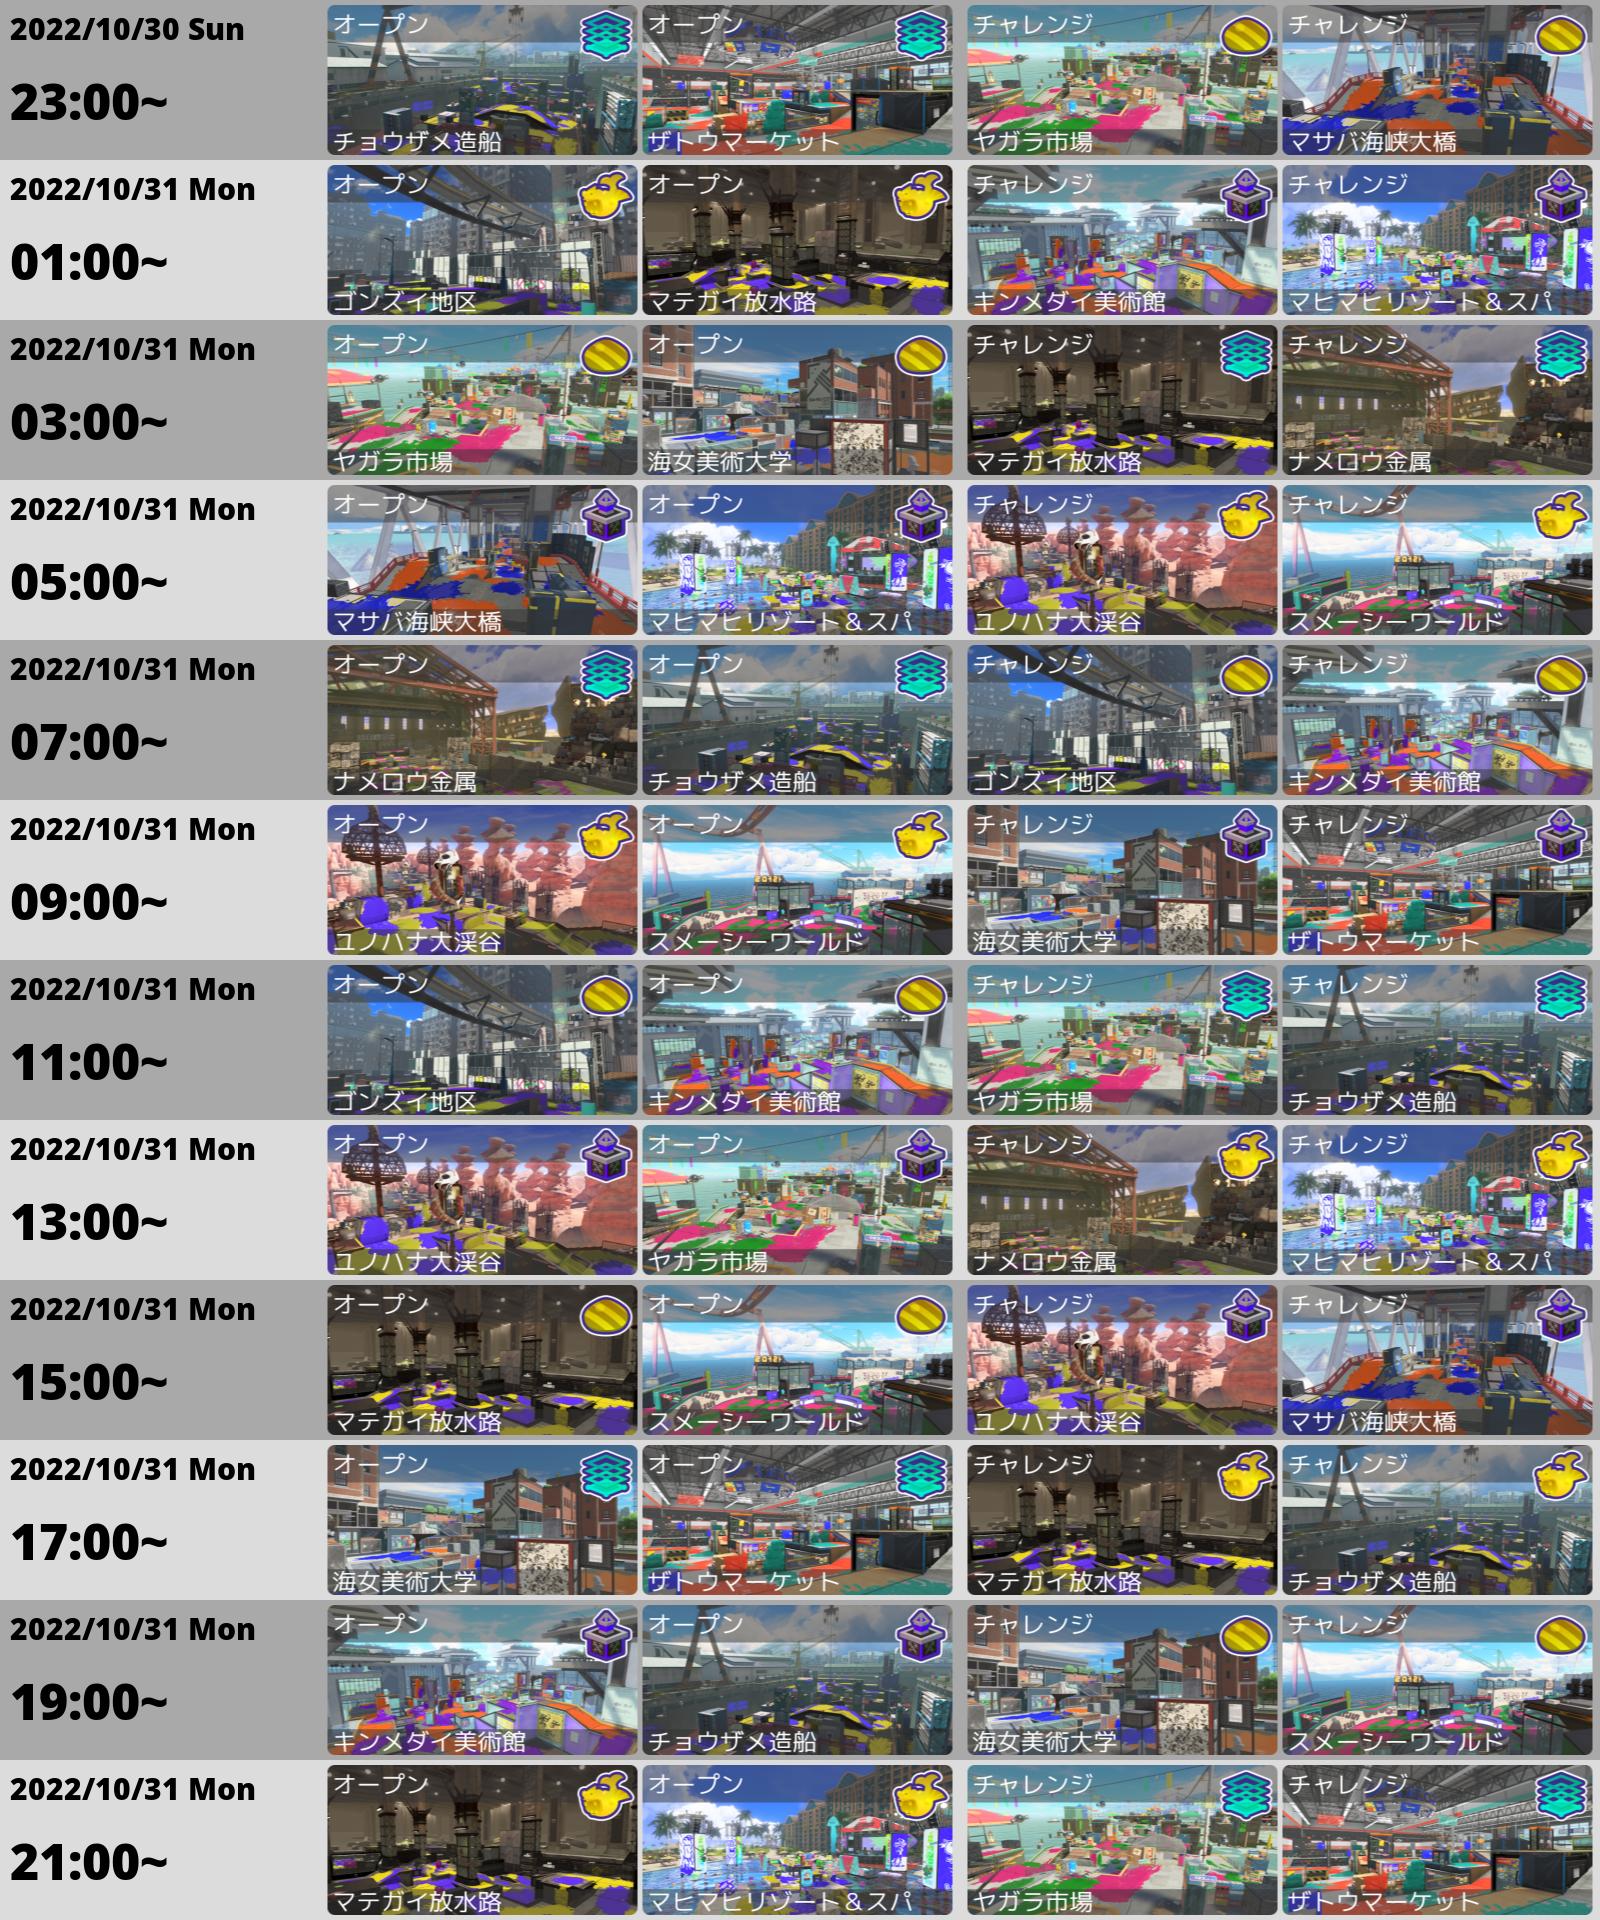 2022/10/30 Sun
23:00~
オープン
チョウザメ造船
オープン
ザトウマーケット
チャレンジ
ヤガラ市場
チャレンジ
マサバ海峡大橋
2022/10/31 Mon
01:00~
オープン
ゴンズイ地区
オープン
マテガイ放水路
チャレンジ
キンメダイ美術館
チャレンジ
マヒマヒリゾート&スパ
2022/10/31 Mon
03:00~
オープン
ヤガラ市場
オープン
海女美術大学
チャレンジ
マテガイ放水路
チャレンジ
ナメロウ金属
2022/10/31 Mon
05:00~
オープン
マサバ海峡大橋
オープン
マヒマヒリゾート&スパ
チャレンジ
ユノハナ大渓谷
チャレンジ
スメーシーワールド
2022/10/31 Mon
07:00~
オープン
ナメロウ金属
オープン
チョウザメ造船
チャレンジ
ゴンズイ地区
チャレンジ
キンメダイ美術館
2022/10/31 Mon
09:00~
オープン
ユノハナ大渓谷
オープン
スメーシーワールド
チャレンジ
海女美術大学
チャレンジ
ザトウマーケット
2022/10/31 Mon
11:00~
オープン
ゴンズイ地区
オープン
キンメダイ美術館
チャレンジ
ヤガラ市場
チャレンジ
チョウザメ造船
2022/10/31 Mon
13:00~
オープン
ユノハナ大渓谷
オープン
ヤガラ市場
チャレンジ
ナメロウ金属
チャレンジ
マヒマヒリゾート&スパ
2022/10/31 Mon
15:00~
オープン
マテガイ放水路
オープン
スメーシーワールド
チャレンジ
ユノハナ大渓谷
チャレンジ
マサバ海峡大橋
2022/10/31 Mon
17:00~
オープン
海女美術大学
オープン
ザトウマーケット
チャレンジ
マテガイ放水路
チャレンジ
チョウザメ造船
2022/10/31 Mon
19:00~
オープン
キンメダイ美術館
オープン
チョウザメ造船
チャレンジ
海女美術大学
チャレンジ
スメーシーワールド
2022/10/31 Mon
21:00~
オープン
マテガイ放水路
オープン
マヒマヒリゾート&スパ
チャレンジ
ヤガラ市場
チャレンジ
ザトウマーケット